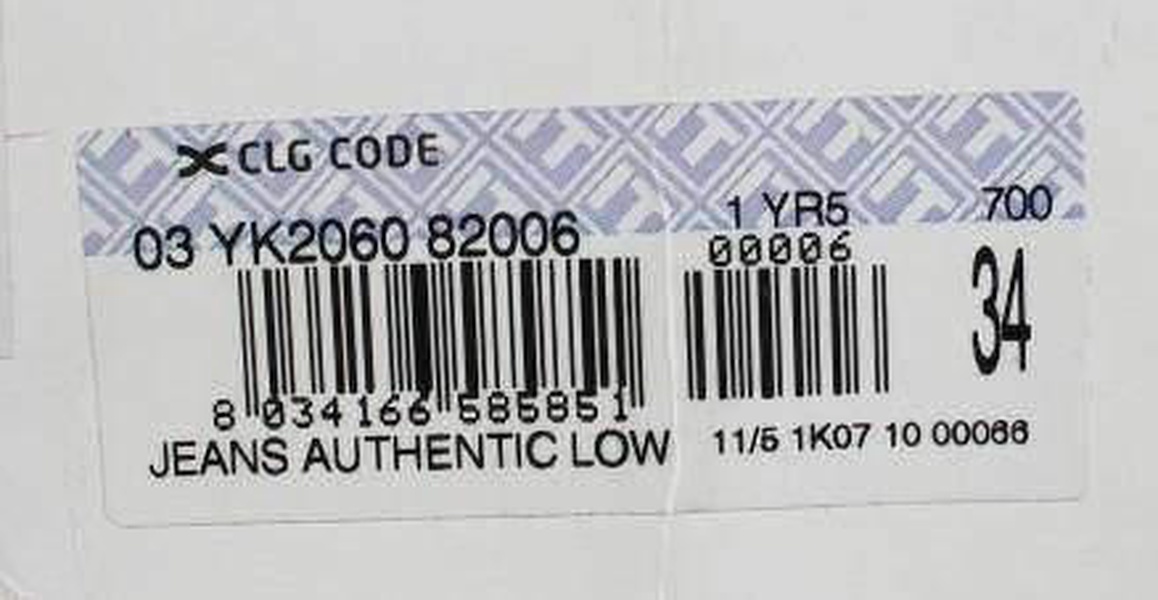 CLG CODE
03 YK2060 82006
1 YR5 700
00006
34
8 034166 585851
JEANS AUTHENTIC LOW
11/5 1K07 10 00066